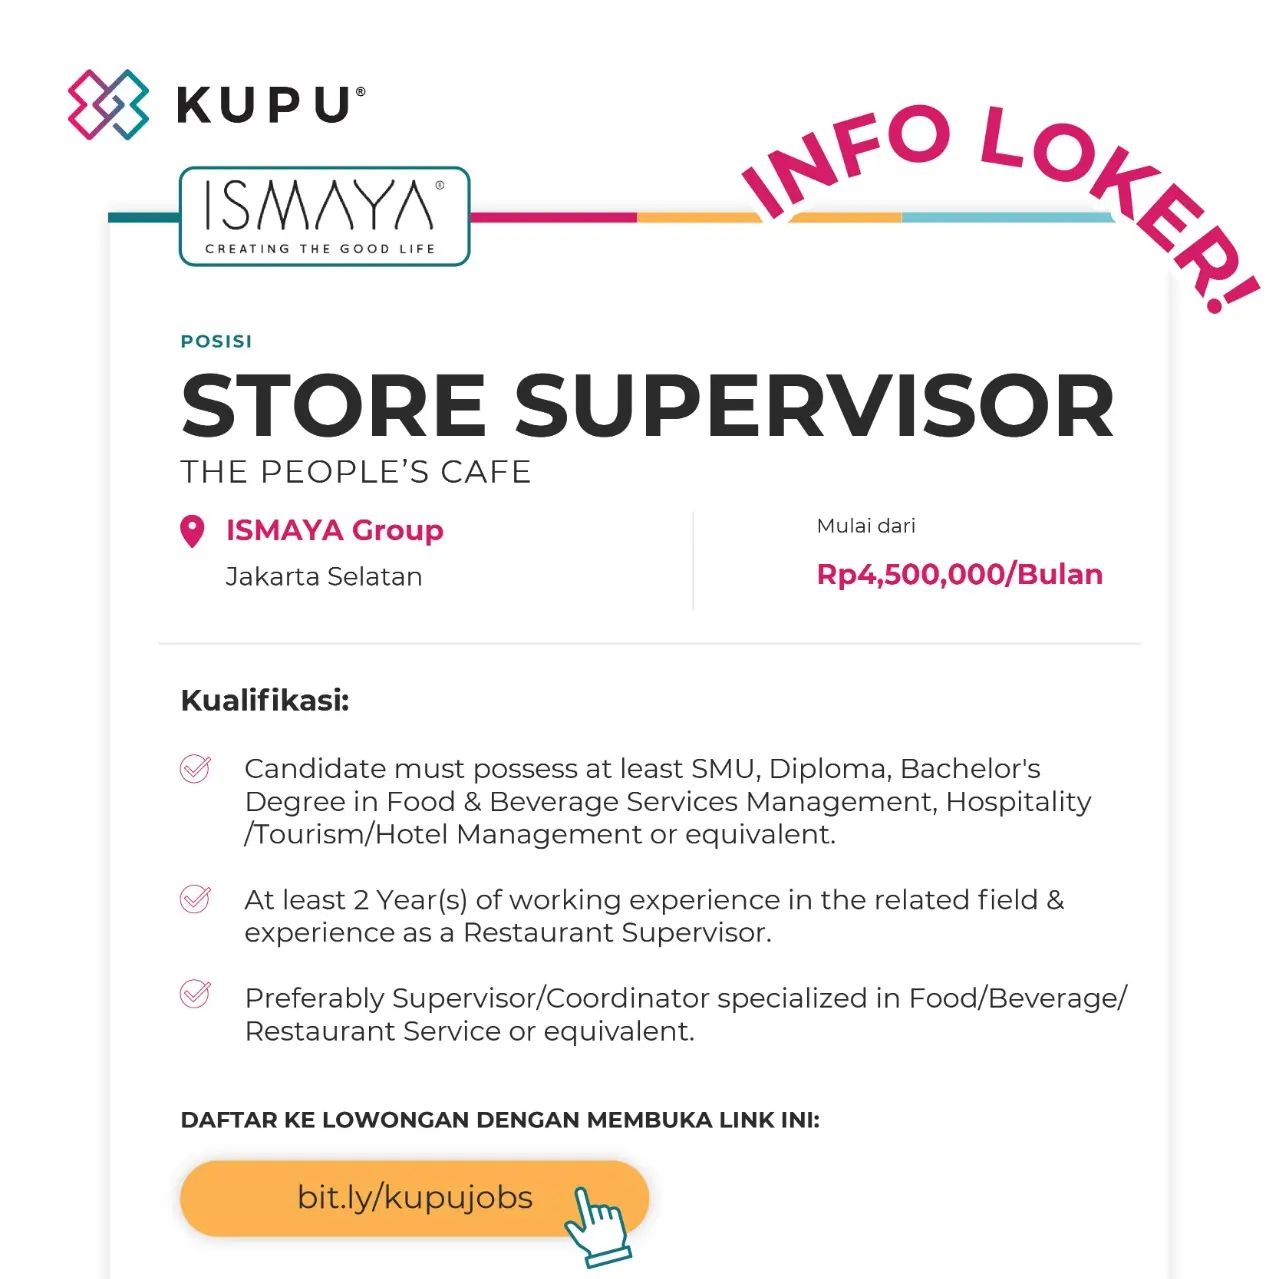 KUPU®
INFO LOKER!
ISMAYA®
CREATING THE GOOD LIFE
POSISI
STORE SUPERVISOR
THE PEOPLE’S CAFE
ISMAYA Group
Jakarta Selatan
Mulai dari
Rp4,500,000/Bulan
Kualifikasi:
Candidate must possess at least SMU, Diploma, Bachelor's
Degree in Food & Beverage Services Management, Hospitality
/Tourism/Hotel Management or equivalent.
At least 2 Year(s) of working experience in the related field &
experience as a Restaurant Supervisor.
Preferably Supervisor/Coordinator specialized in Food/Beverage/
Restaurant Service or equivalent.
DAFTAR KE LOWONGAN DENGAN MEMBUKA LINK INI:
bit.ly/kupujobs